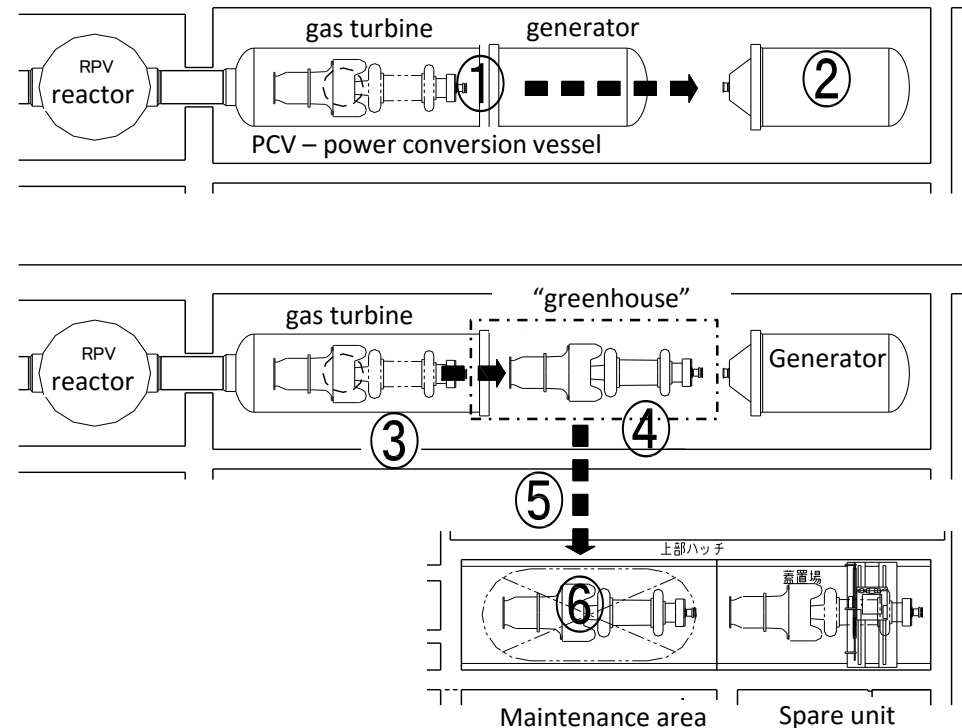 gas turbine
generator
RPV
reactor
①
②
PCV – power conversion vessel
“greenhouse”
gas turbine
RPV
reactor
Generator
③
④
⑤
上部ハッチ
蓋置場
⑥
Maintenance area
Spare unit